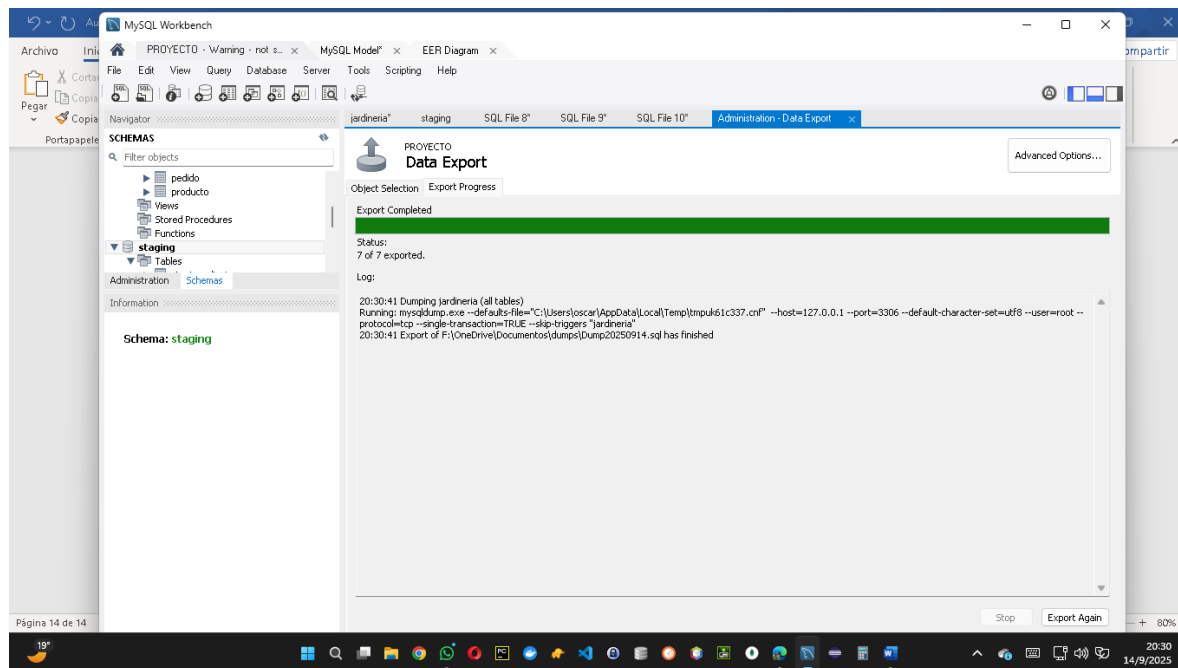 Au
MySQL Workbench
Archivo
Inic
PROYECTO - Warning - not s...
MySQL Model*
EER Diagram
ompartir
File Edit View Query Database Server Tools Scripting Help
Cortar
Copia
Pegar
Copia
Portapapele
Navigator
jardineria*
staging
SQL File 8*
SQL File 9*
SQL File 10*
Administration - Data Export
SCHEMAS
Filter objects
PROYECTO
Data Export
Advanced Options...
pedido
producto
Views
Stored Procedures
Functions
staging
Tables
Object Selection
Export Progress
Export Completed
Status:
7 of 7 exported.
Log:
Administration
Schemas
Information
Schema: staging
20:30:41 Dumping jardineria (all tables)
Running: mysqldump.exe --defaults-file="C:\Users\oscar\AppData\Local\Temp\tmpuk61c337.cnf" --host=127.0.0.1 --port=3306 --default-character-set=utf8 --user=root --
protocol=tcp --single-transaction=TRUE --skip-triggers "jardineria"
20:30:41 Export of F:\OneDrive\Documentos\dumps\Dump20250914.sql has finished
Stop
Export Again
Página 14 de 14
80%
19°
20:30
14/9/2025